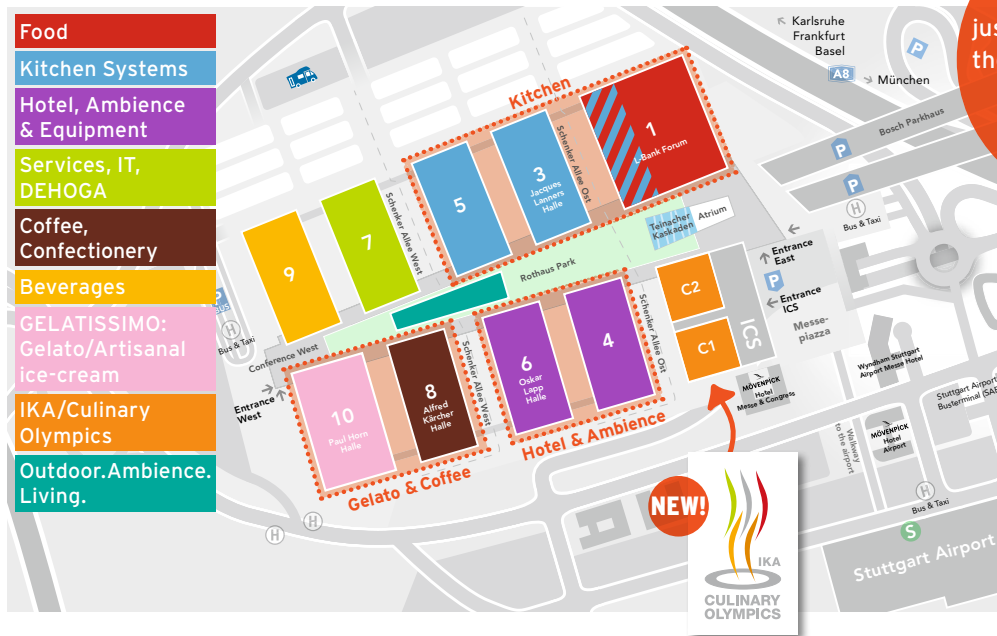 Food
Kitchen Systems
Hotel, Ambience
& Equipment
Services, IT,
DEHOGA
Coffee,
Confectionery
Beverages
GELATISSIMO:
Gelato/Artisanal
ice-cream
IKA/Culinary
Olympics
Outdoor.Ambience.
Living.
Karlsruhe
Frankfurt
Basel
A8
München
P
Bosch Parkhaus
P
P
H
Bus & Taxi
Kitchen
1
L-Bank Forum
3
Jacques
Lanners
Halle
5
Schenker Allee Ost
Schenker Allee West
7
9
Teinacher
Kaskaden
Atrium
Rothaus Park
Entrance
East
P
Entrance
ICS
Messe-
piazza
C2
C1
ICS
Schenker Allee Ost
4
6
Oskar
Lapp
Halle
Hotel & Ambience
Schenker Allee West
8
Alfred
Kärcher
Halle
10
Paul Horn
Halle
Gelato & Coffee
Conference West
Entrance
West
P
H
Bus & Taxi
H
H
MÖVENPICK
Hotel
Messe & Congress
Wyndham Stuttgart
Airport Messe Hotel
Stuttgart Airport
Busterminal
MÖVENPICK
Hotel
Airport
Walkway
to the airport
H
Bus & Taxi
S
Stuttgart Airport
NEW!
IKA
CULINARY
OLYMPICS